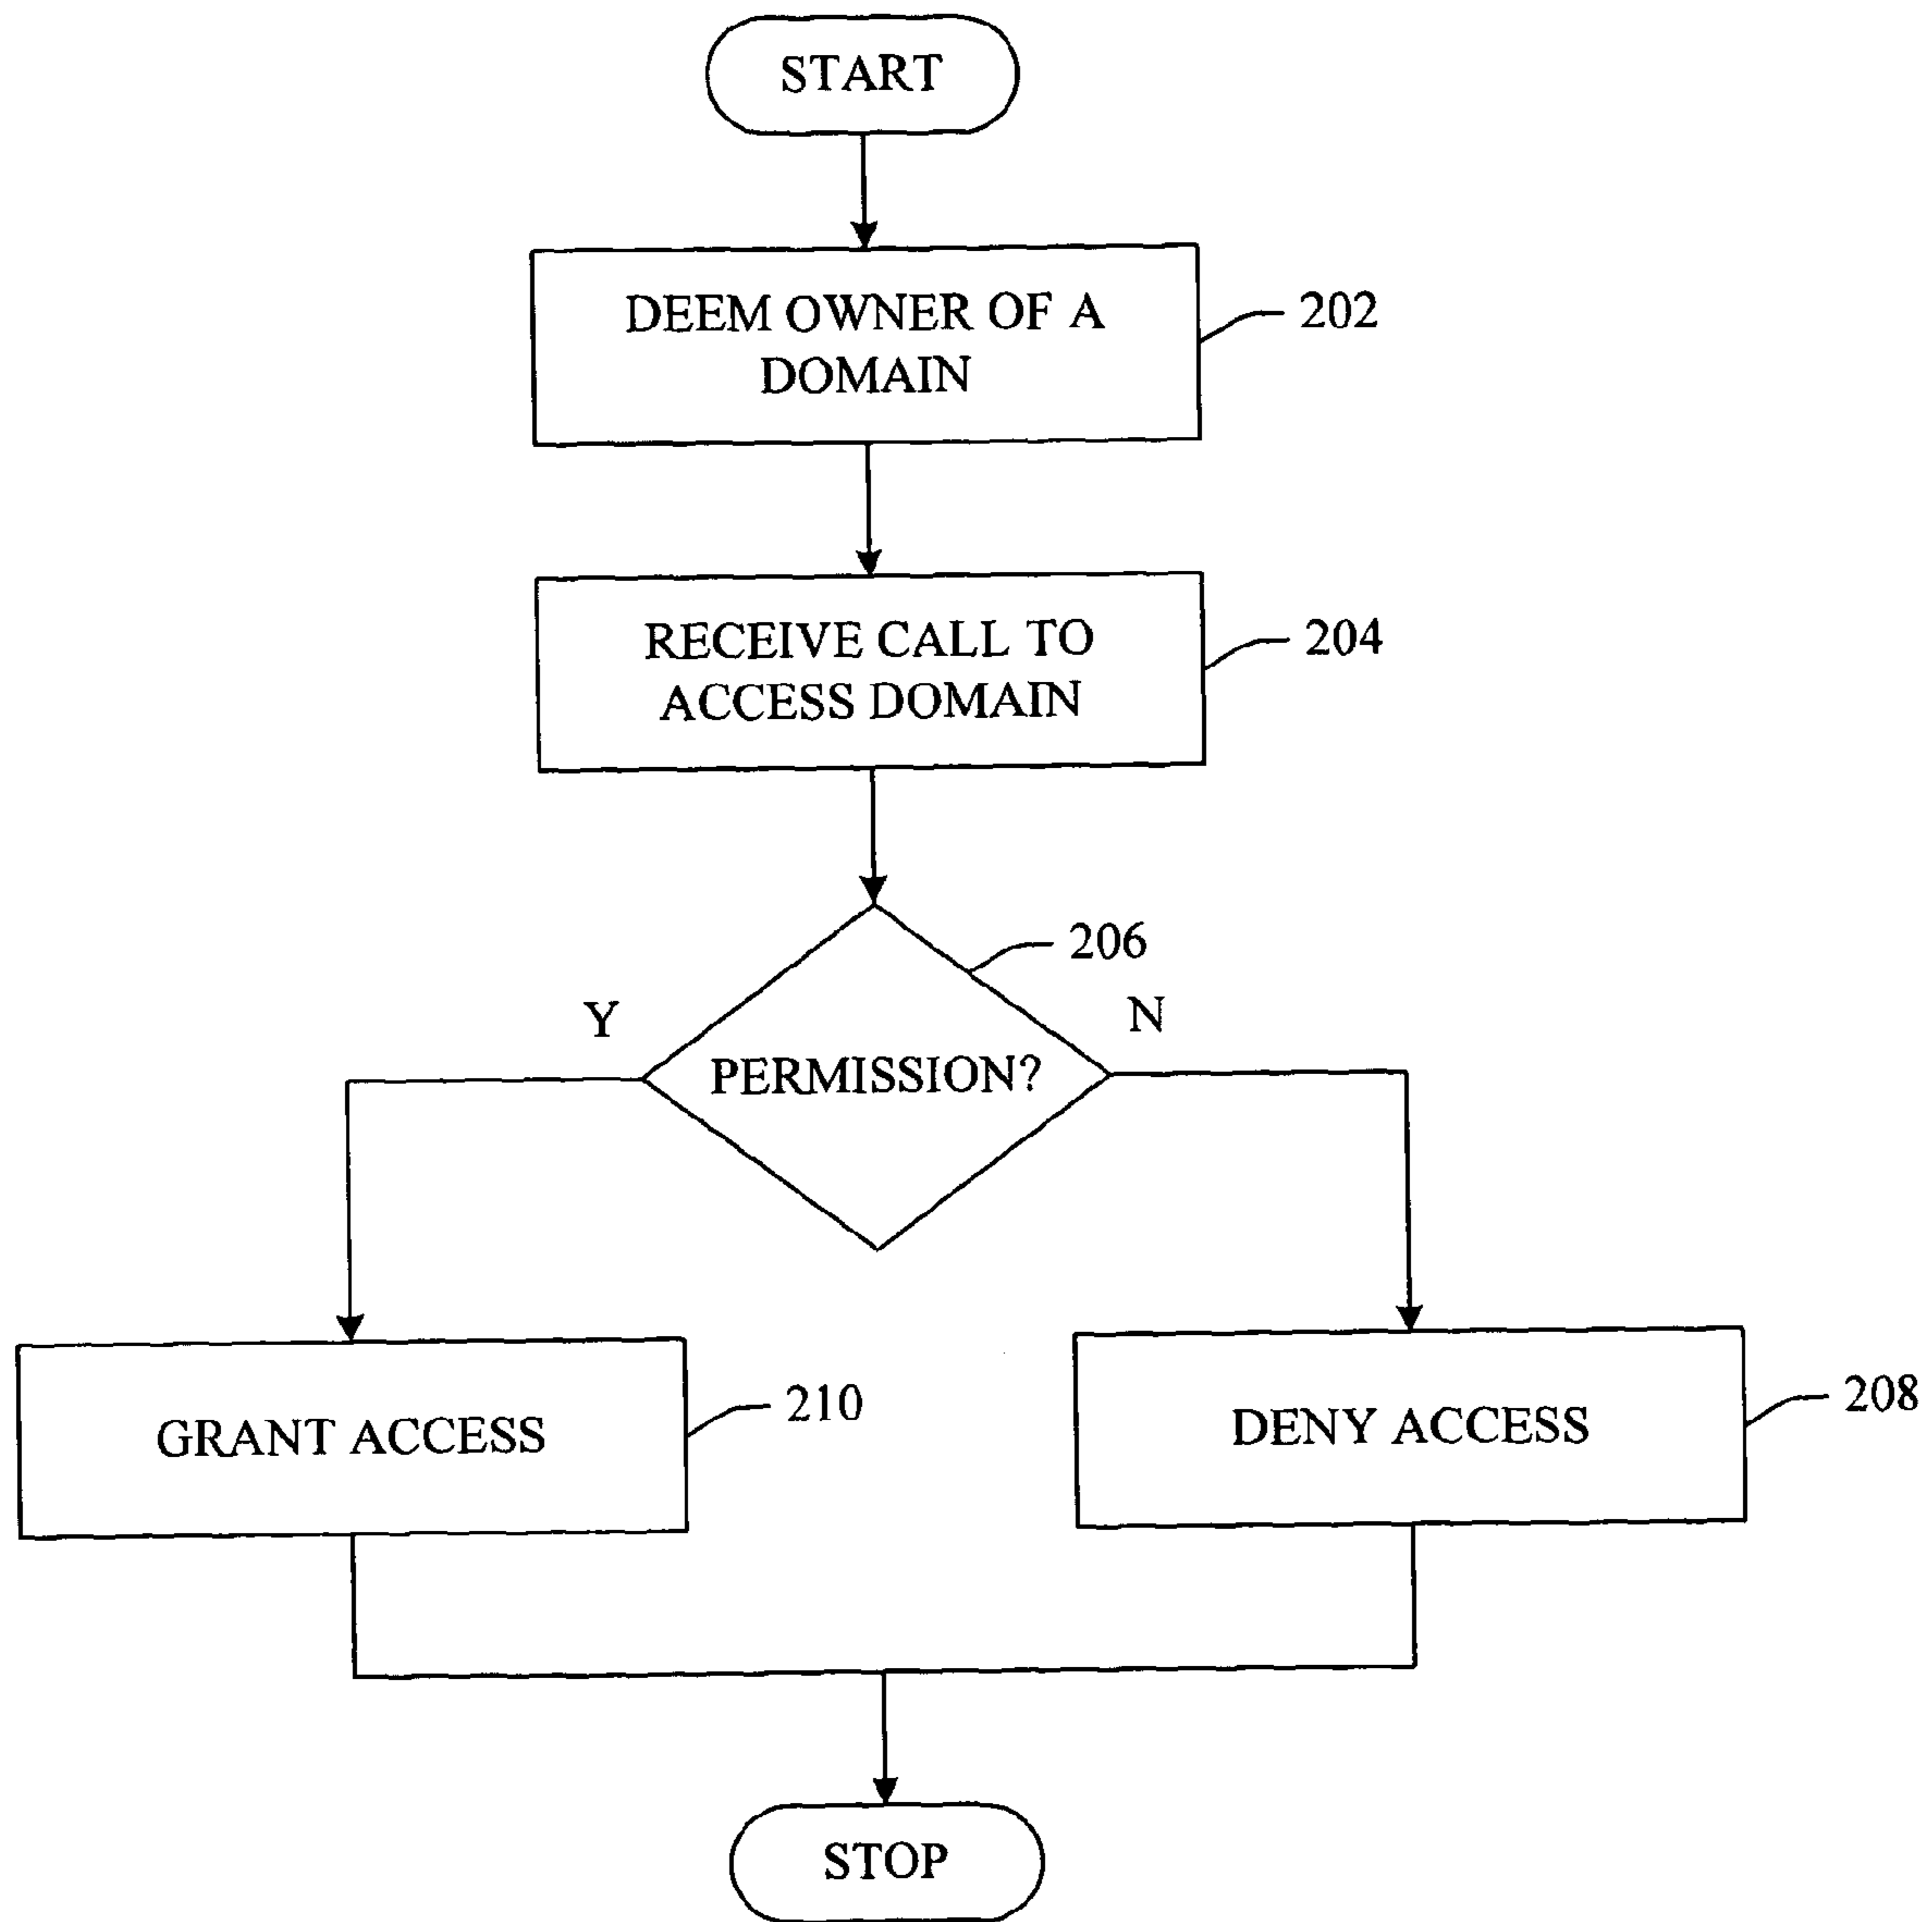 START
DEEM OWNER OF A
DOMAIN
202
RECEIVE CALL TO
ACCESS DOMAIN
204
206
Y
N
PERMISSION?
GRANT ACCESS
210
DENY ACCESS
208
STOP